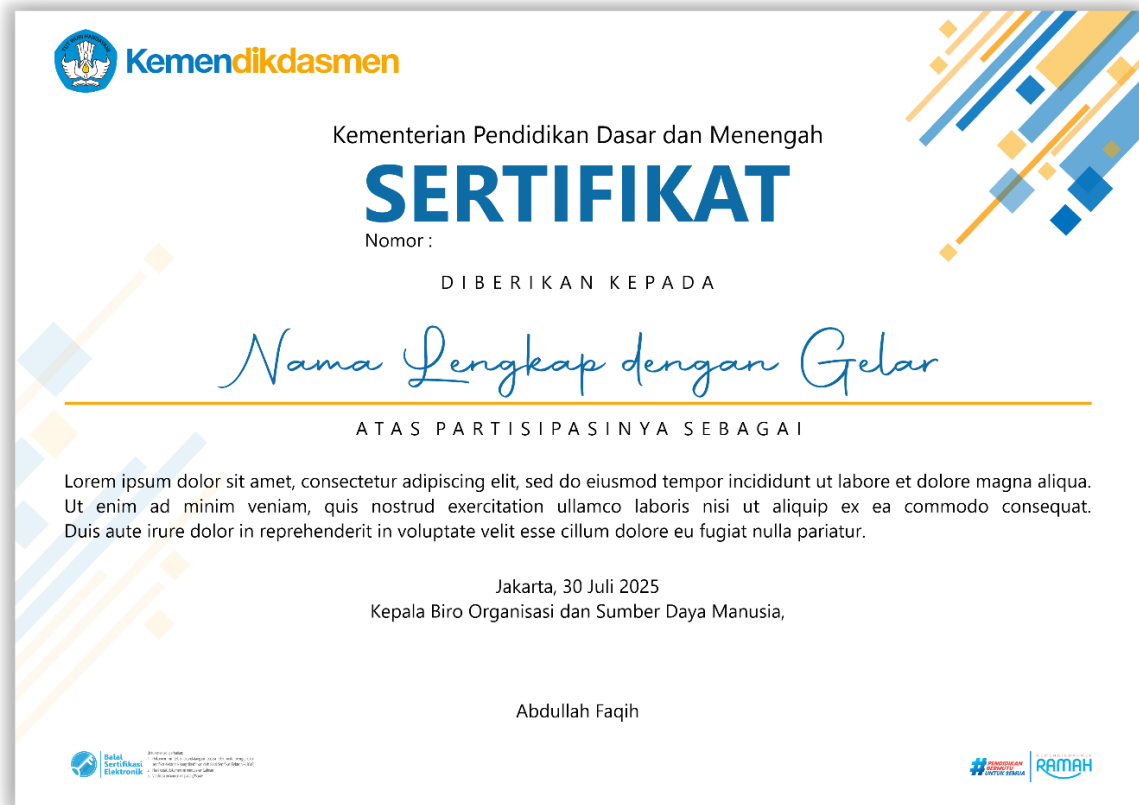 TUT WURI HANDAYANI
Kemendikdasmen
Kementerian Pendidikan Dasar dan Menengah
SERTIFIKAT
Nomor :
DIBERIKAN KEPADA
Nama Lengkap dengan Gelar
ATAS PARTISIPASINYA SEBAGAI
Lorem ipsum dolor sit amet, consectetur adipiscing elit, sed do eiusmod tempor incididunt ut labore et dolore magna aliqua.
Ut enim ad minim veniam, quis nostrud exercitation ullamco laboris nisi ut aliquip ex ea commodo consequat.
Duis aute irure dolor in reprehenderit in voluptate velit esse cillum dolore eu fugiat nulla pariatur.
Jakarta, 30 Juli 2025
Kepala Biro Organisasi dan Sumber Daya Manusia,
Abdullah Faqih
Balai
Sertifikasi
Elektronik
#PENDIDIKAN
BERMUTU
UNTUK SEMUA
RAMAH